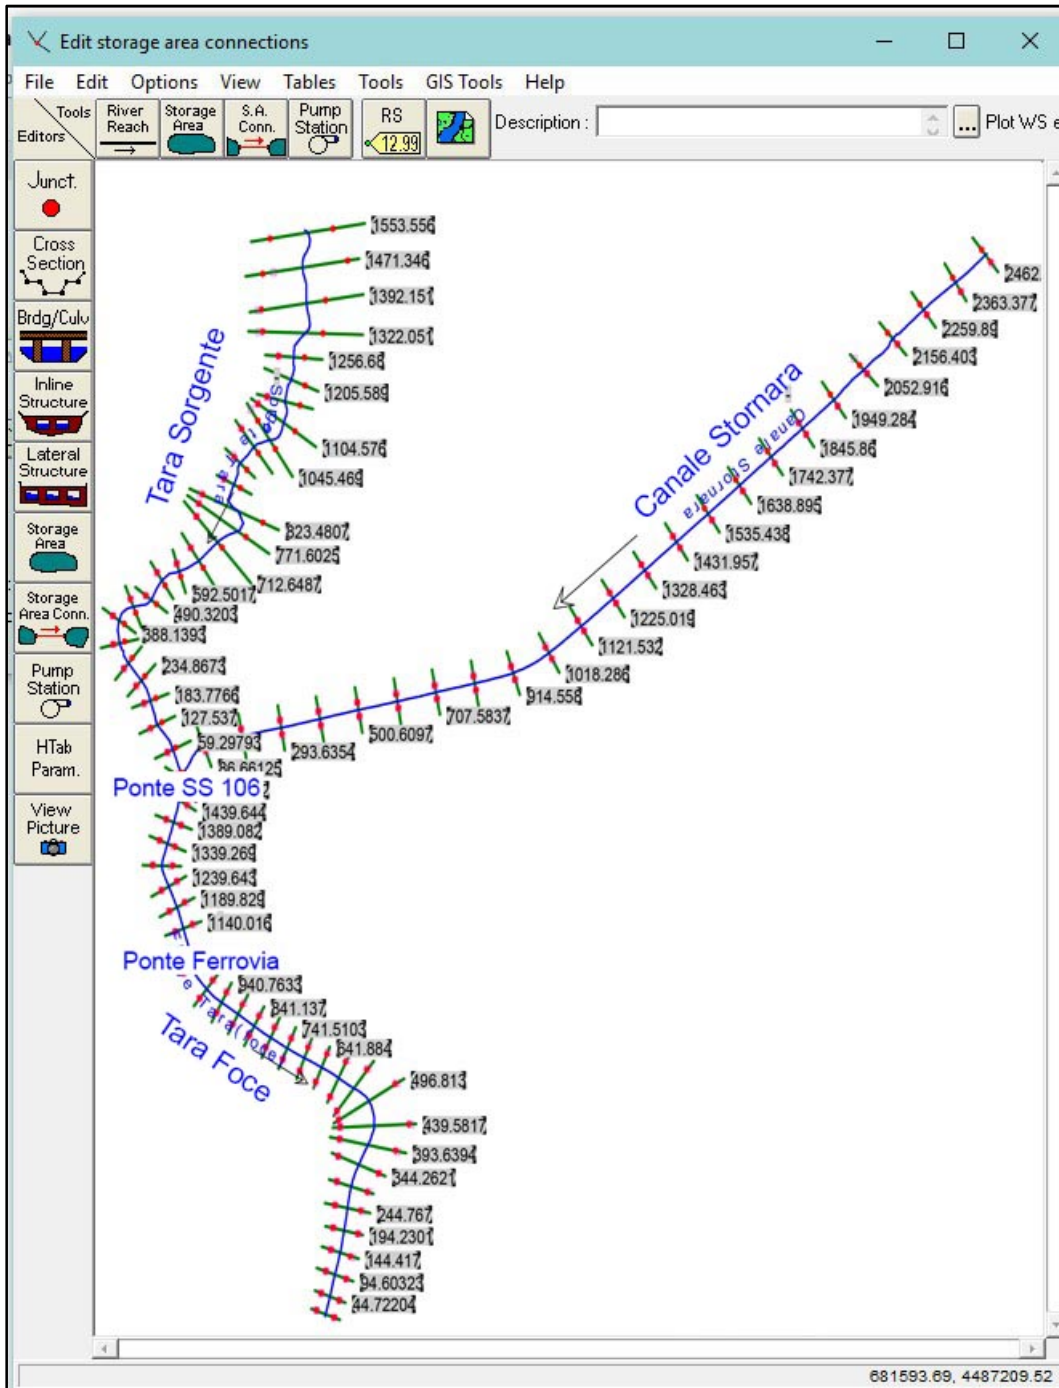 Edit storage area connections
File Edit Options View Tables Tools GIS Tools Help
Tools
Editors
River
Reach
Storage
Area
S.A.
Conn.
Pump
Station
RS
12.99
Description :
...
Plot WS e
Junct.
Cross
Section
Brdg/Culv
Inline
Structure
Lateral
Structure
Storage
Area
Storage
Area Conn.
Pump
Station
HTab
Param.
View
Picture
1553.556
1471.346
1392.151
1322.051
1256.68
1205.589
1104.576
1045.469
823.4807
771.6025
712.6487
592.5017
490.3203
388.1393
234.8673
183.7766
127.537
59.29793
Tara Sorgente
2462.
2363.377
2259.89
2156.403
2052.916
1949.284
1845.86
1742.377
1638.895
1535.438
1431.957
1328.463
1225.019
1121.532
1018.286
914.558
707.5837
500.6097
293.6354
86.66125
Canale Stornara
Canale Stornara
Ponte SS 106
1439.644
1389.082
1339.269
1239.643
1189.829
1140.016
Ponte Ferrovia
940.7633
841.137
741.5103
641.884
496.813
439.5817
393.6394
344.2621
244.767
194.2301
144.417
94.60323
44.72204
Tara Foce
681593.69, 4487209.52